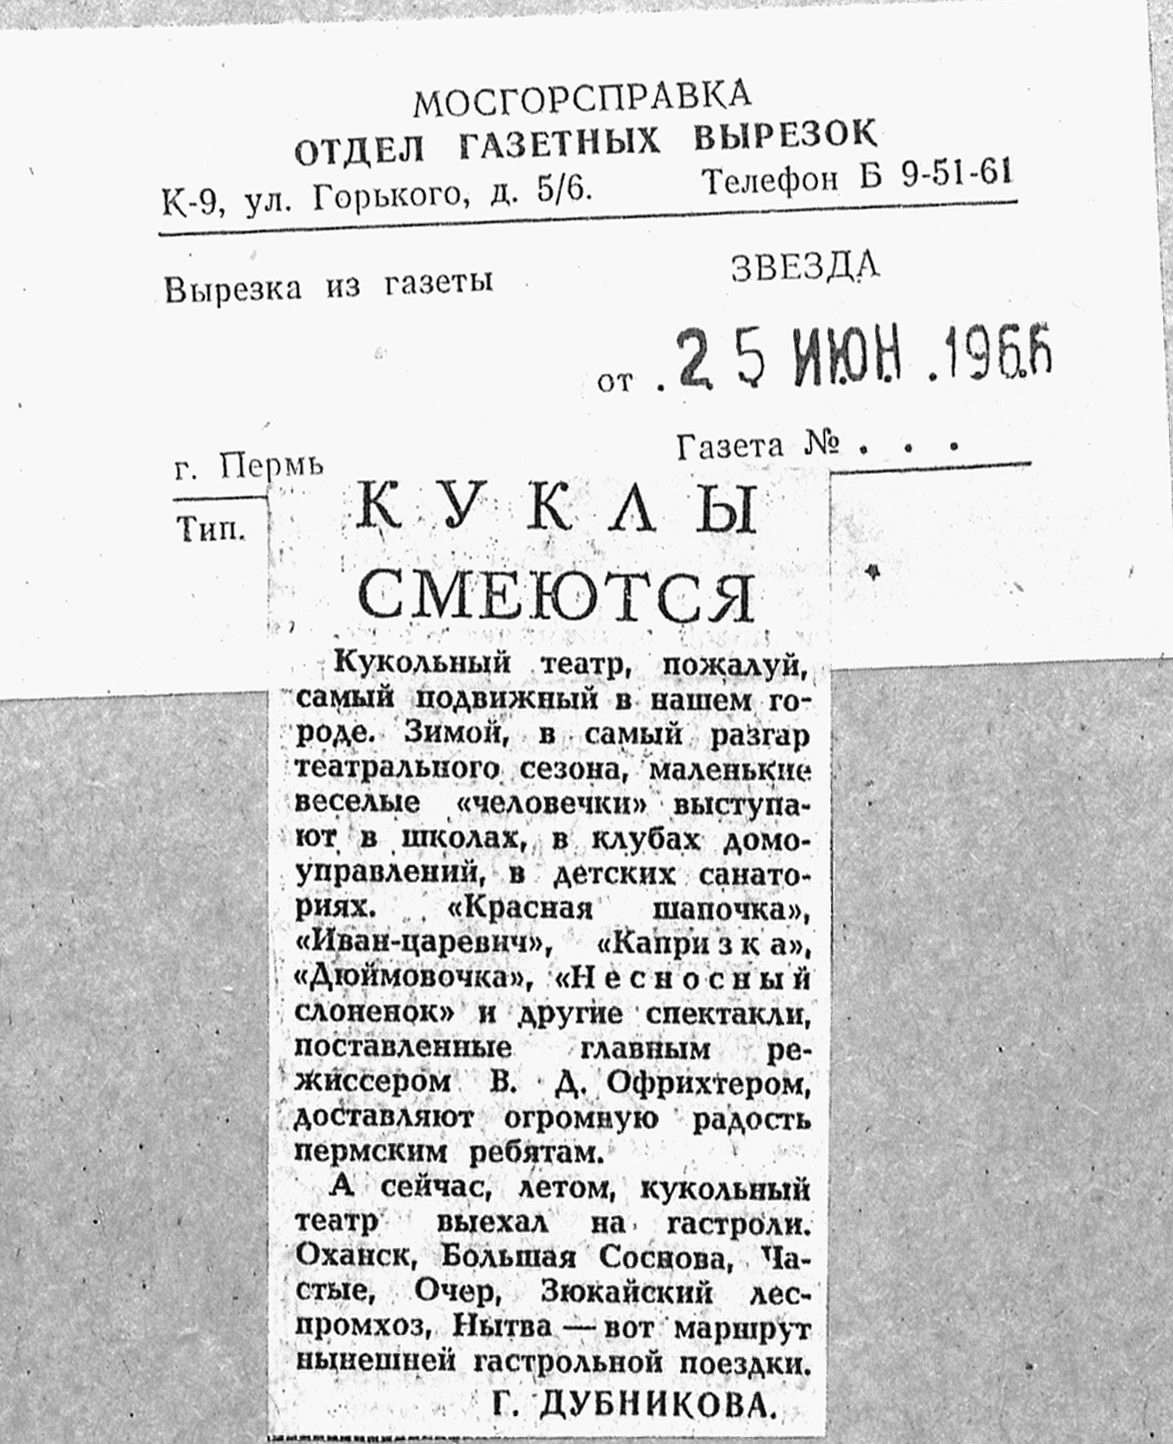 МОСГОРСПРАВКА
ОТДЕЛ ГАЗЕТНЫХ ВЫРЕЗОК
К-9, ул. Горького, д. 5/6. Телефон Б 9-51-61
Вырезка из газеты ЗВЕЗДА
от . 25 ИЮН . 1966
г. Пермь Газета № . . .
Тип.
КУКЛЫ
СМЕЮТСЯ
Кукольный театр, пожалуй,
самый подвижный в нашем го-
роде. Зимой, в самый разгар
театрального сезона, маленькие
веселые «человечки» выступа-
ют в школах, в клубах домо-
управлений, в детских санато-
риях. «Красная шапочка»,
«Иван-царевич», «Капризка»,
«Дюймовочка», «Несносный
слоненок» и другие спектакли,
поставленные главным ре-
жиссером В. Д. Офрихтером,
доставляют огромную радость
пермским ребятам.
А сейчас, летом, кукольный
театр выехал на гастроли.
Оханск, Большая Соснова, Ча-
стые, Очер, Зюкайский лес-
промхоз, Нытва — вот маршрут
нынешней гастрольной поездки.
Г. ДУБНИКОВА.